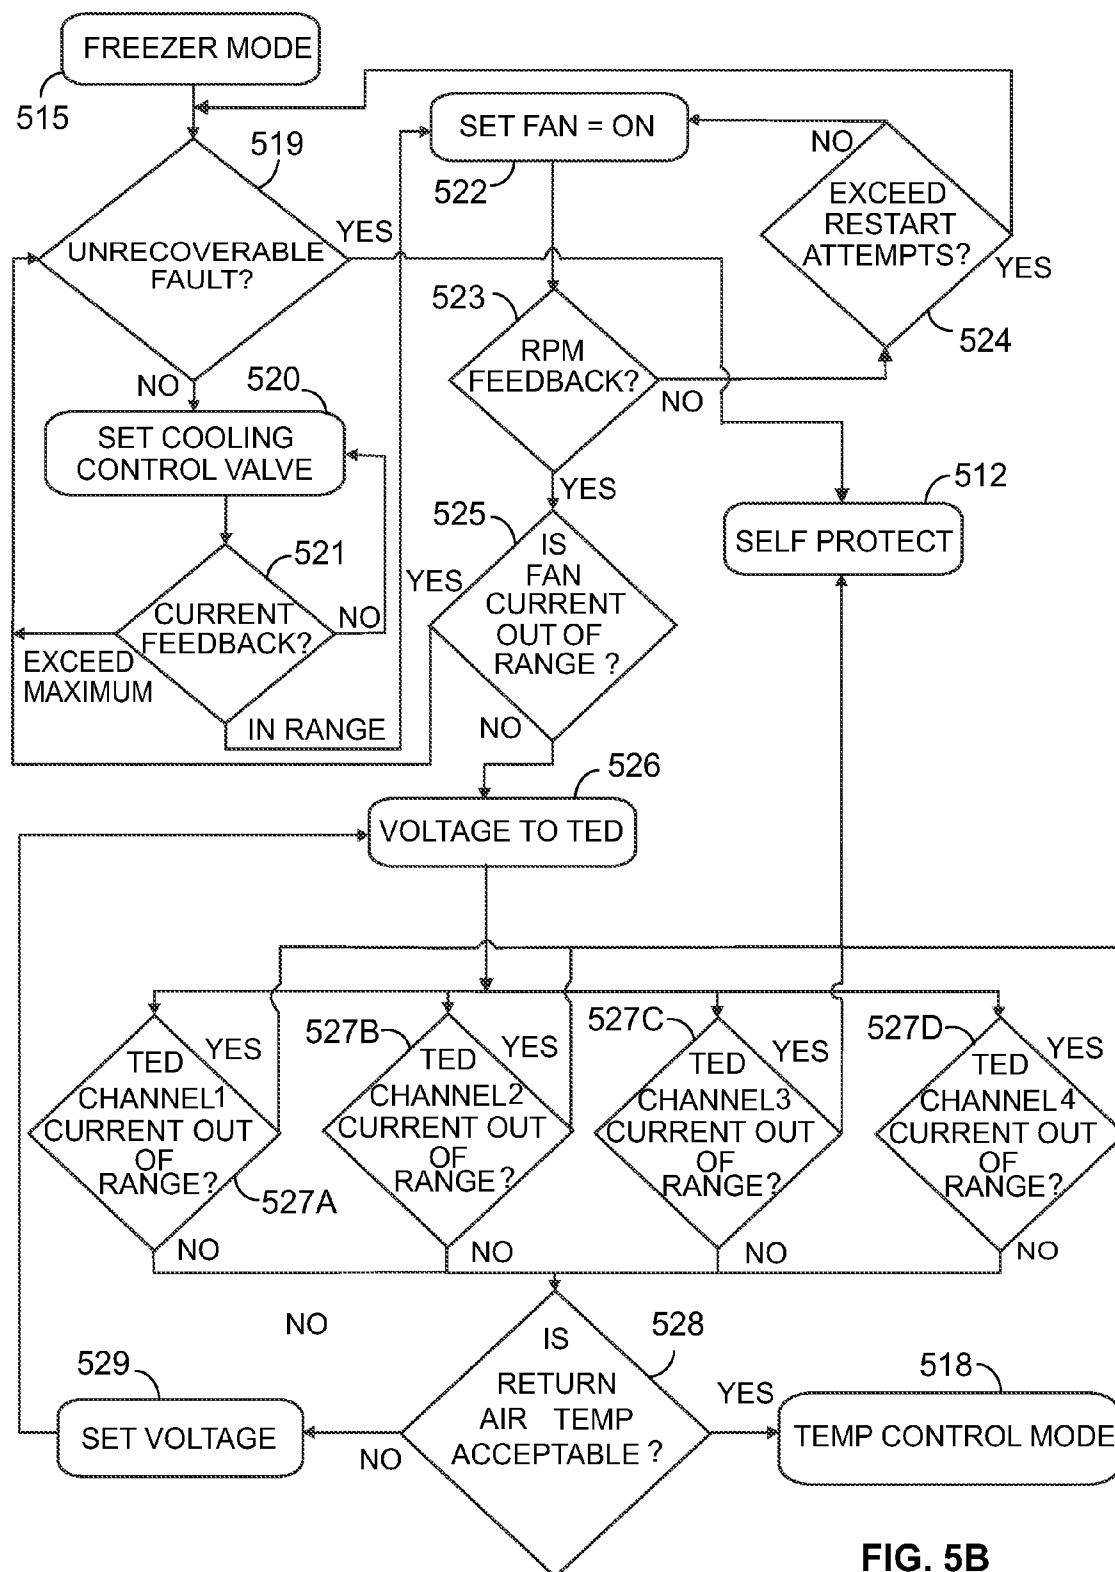 FREEZER MODE
515
519
UNRECOVERABLE
FAULT?
YES
NO
520
SET COOLING
CONTROL VALVE
521
CURRENT
FEEDBACK?
NO
EXCEED
MAXIMUM
IN RANGE
SET FAN = ON
522
523
RPM
FEEDBACK?
NO
YES
EXCEED
RESTART
ATTEMPTS?
NO
YES
524
525
IS
FAN
CURRENT
OUT OF
RANGE ?
YES
NO
512
SELF PROTECT
526
VOLTAGE TO TED
TED
CHANNEL1
CURRENT OUT
OF
RANGE?
YES
527A
NO
527B
TED
CHANNEL2
CURRENT OUT
OF
RANGE?
YES
NO
527C
TED
CHANNEL3
CURRENT OUT
OF
RANGE?
YES
NO
527D
TED
CHANNEL4
CURRENT OUT
OF
RANGE?
YES
NO
NO
528
IS
RETURN
AIR TEMP
ACCEPTABLE ?
NO
YES
529
SET VOLTAGE
518
TEMP CONTROL MODE
FIG. 5B